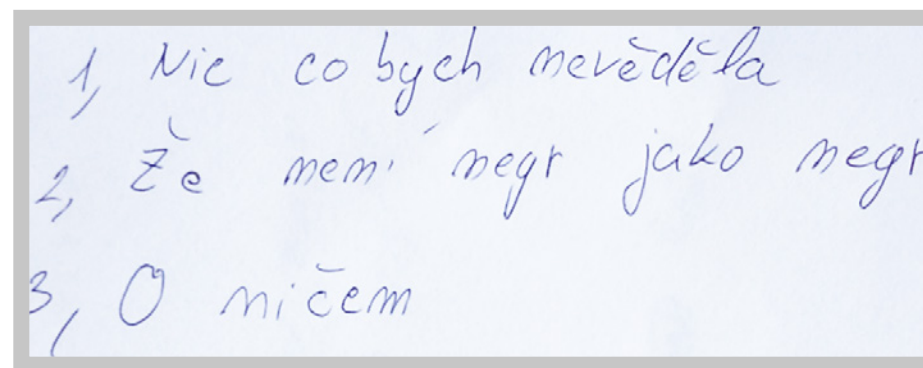 1, Nic co bych nevěděla
2, Že není negr jako negr
3, O ničem